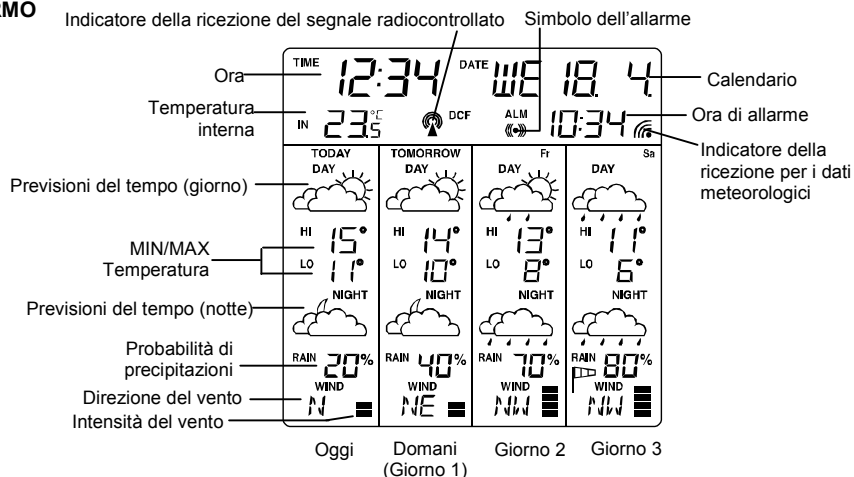 RMO
Indicatore della ricezione del segnale radiocontrollato
Simbolo dell'allarme
Ora
TIME 12:34 DATE WE 18. 4.
Calendario
Temperatura
interna
IN 23.5 °C DCF ALM 10:34
Ora di allarme
Indicatore della
ricezione per i dati
meteorologici
TODAY TOMORROW Fr Sa
DAY DAY DAY DAY
Previsioni del tempo (giorno)
HI 15° HI 14° HI 13° HI 11°
MIN/MAX
Temperatura
LO 11° LO 10° LO 8° LO 6°
NIGHT NIGHT NIGHT NIGHT
Previsioni del tempo (notte)
Probabilità di
precipitazioni
RAIN 20% RAIN 40% RAIN 70% RAIN 80%
WIND WIND WIND WIND
Direzione del vento
N NE NW NW
Intensità del vento
Oggi Domani Giorno 2 Giorno 3
(Giorno 1)